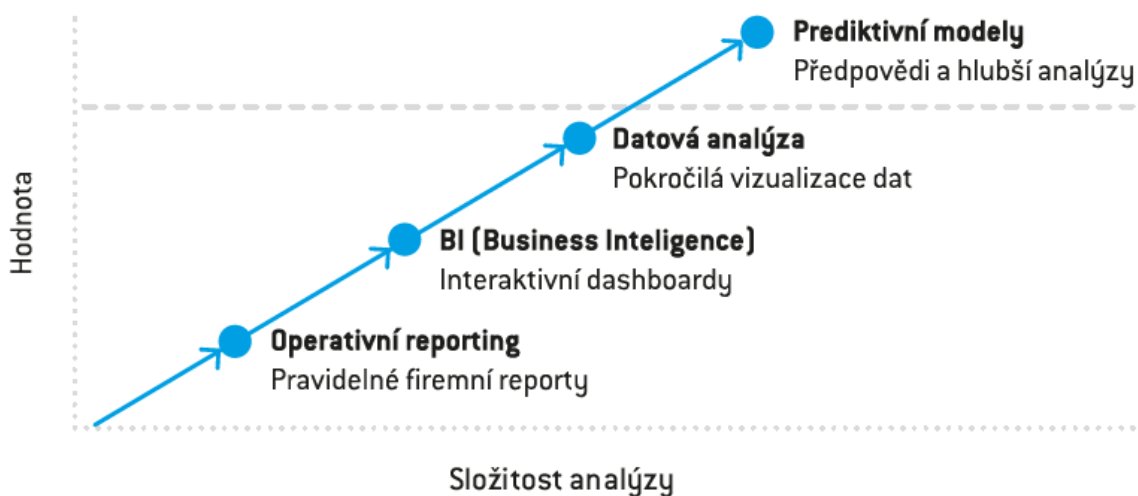 Prediktivní modely
Předpovědi a hlubší analýzy
Datová analýza
Pokročilá vizualizace dat
Hodnota
BI (Business Inteligence)
Interaktivní dashboardy
Operativní reporting
Pravidelné firemní reporty
Složitost analýzy